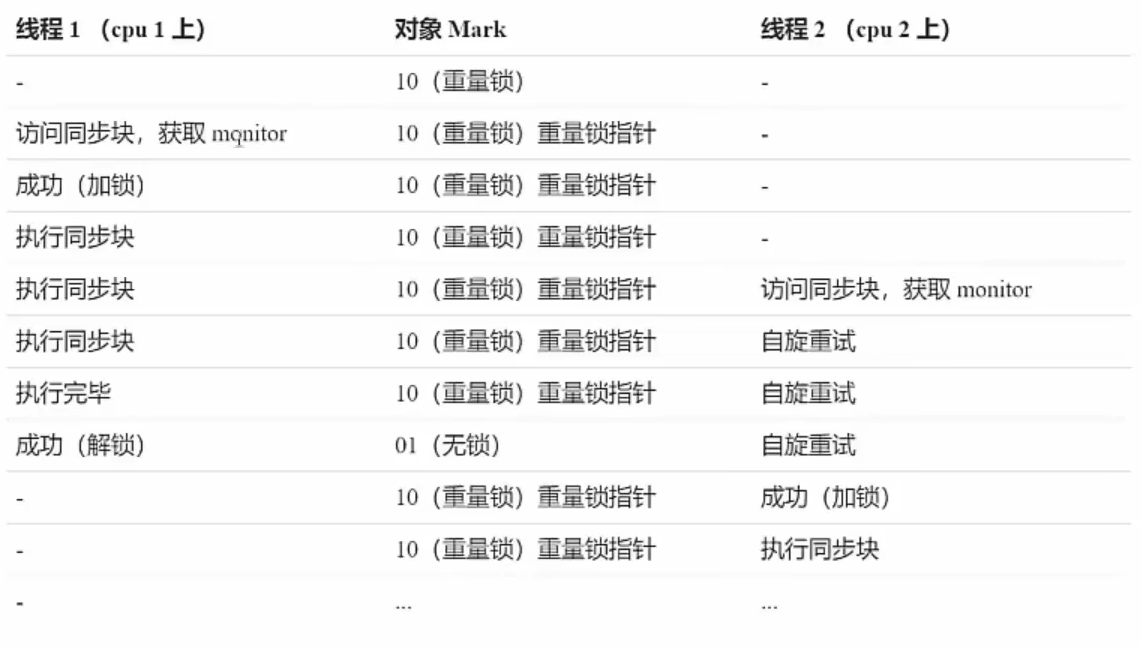 线程 1 （cpu 1 上） 对象 Mark 线程 2 （cpu 2 上）
- 10（重量锁） -
访问同步块，获取 monitor 10（重量锁）重量锁指针 -
成功（加锁） 10（重量锁）重量锁指针 -
执行同步块 10（重量锁）重量锁指针 -
执行同步块 10（重量锁）重量锁指针 访问同步块，获取 monitor
执行同步块 10（重量锁）重量锁指针 自旋重试
执行完毕 10（重量锁）重量锁指针 自旋重试
成功（解锁） 01（无锁） 自旋重试
- 10（重量锁）重量锁指针 成功（加锁）
- 10（重量锁）重量锁指针 执行同步块
- ... ...